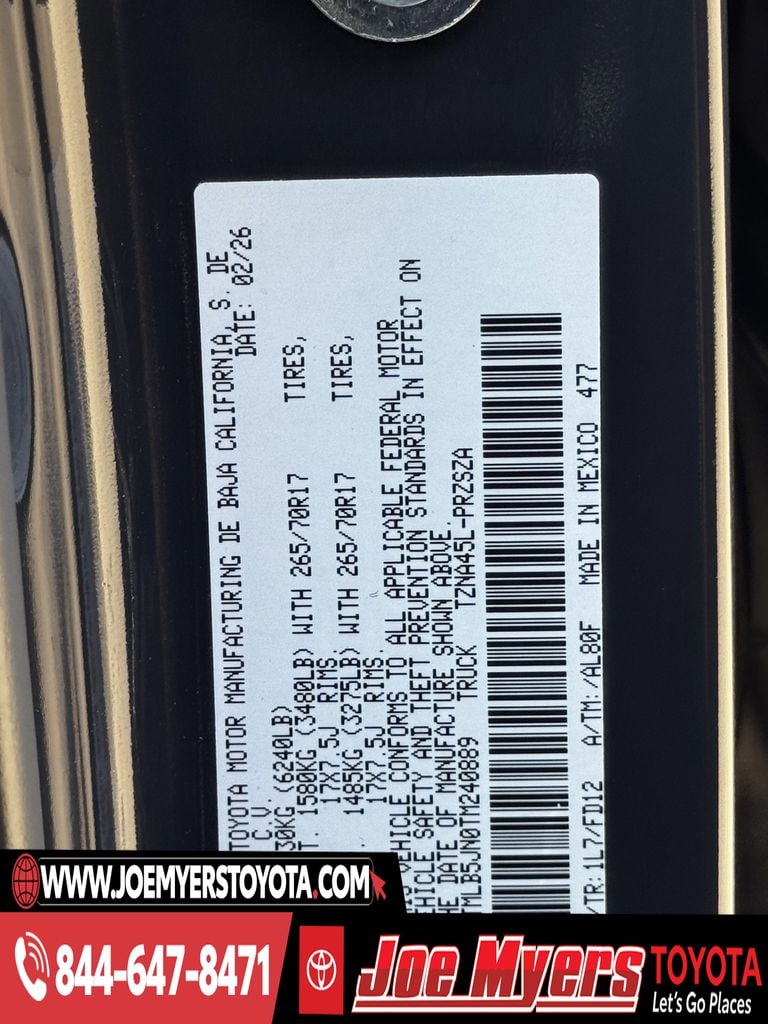 TOYOTA MOTOR MANUFACTURING DE BAJA CALIFORNIA, S. DE
C.V. DATE: 02/26
30KG (6240LB)
T. 1580KG (3480LB) WITH 265/70R17 TIRES,
17X7.5J RIMS.
. 1485KG (3275LB) WITH 265/70R17 TIRES,
17X7.5J RIMS.
VEHICLE CONFORMS TO ALL APPLICABLE FEDERAL MOTOR
EHICLE SAFETY AND THEFT PREVENTION STANDARDS IN EFFECT ON
HE DATE OF MANUFACTURE SHOWN ABOVE.
TMLB5JN0TM240889 TRUCK TZNA45L-PRZSZA
/TR: 1L7/FD12 A/TM: /AL80F MADE IN MEXICO 477
WWW.JOEMYERSTOYOTA.COM
844-647-8471
Joe Myers TOYOTA
Let's Go Places